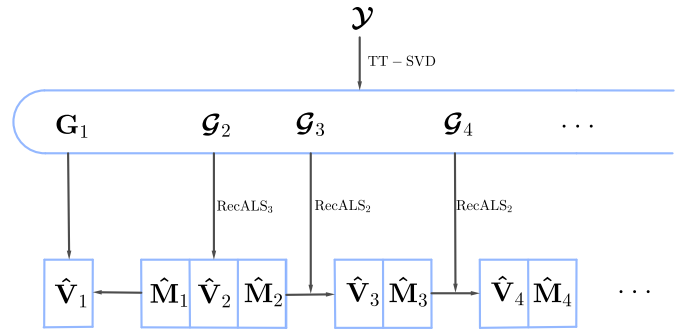 𝓨
TT − SVD
𝐆₁ 𝓖₂ 𝓖₃ 𝓖₄ ···
RecALS₃ RecALS₂ RecALS₂
𝐕̂₁ 𝐌̂₁ 𝐕̂₂ 𝐌̂₂ 𝐕̂₃ 𝐌̂₃ 𝐕̂₄ 𝐌̂₄ ···